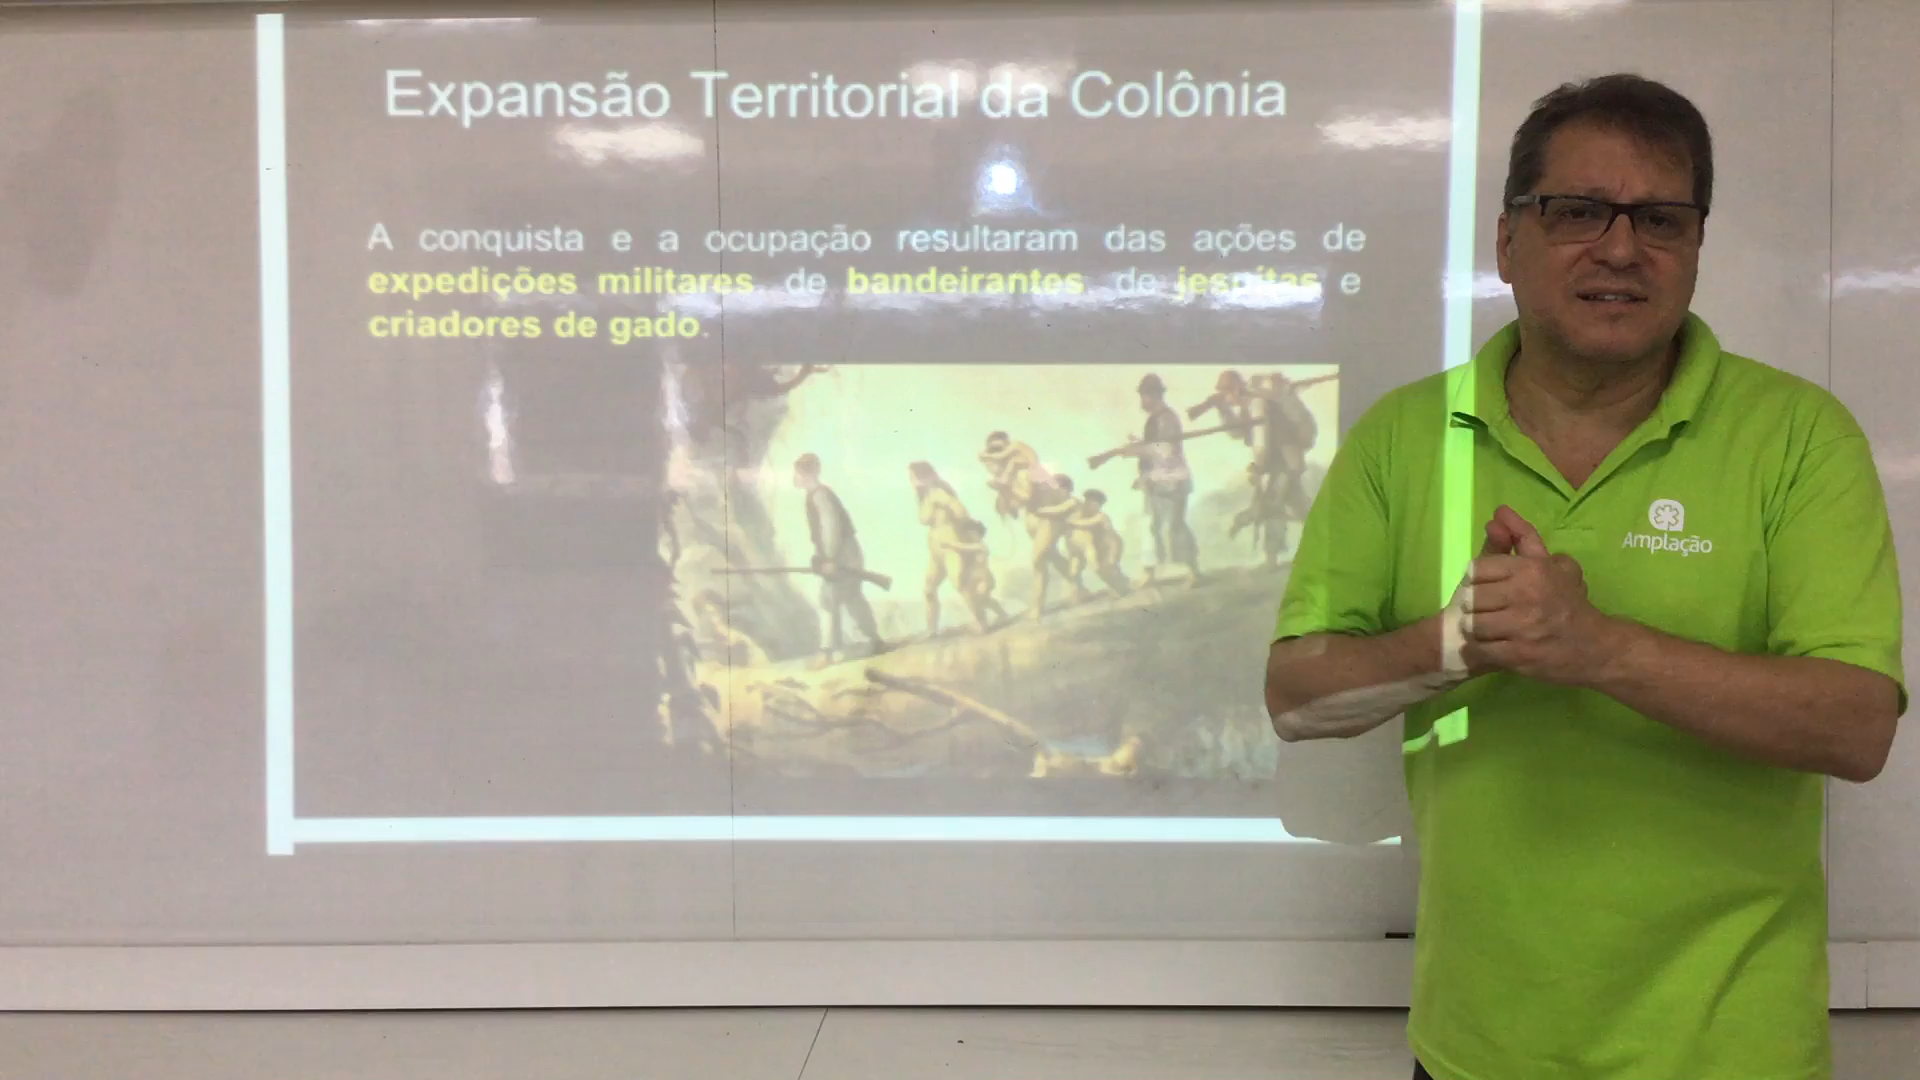 Expansão Territorial da Colônia
A conquista e a ocupação resultaram das ações de
expedições militares, de bandeirantes, de jesuítas e
criadores de gado.
Amplação